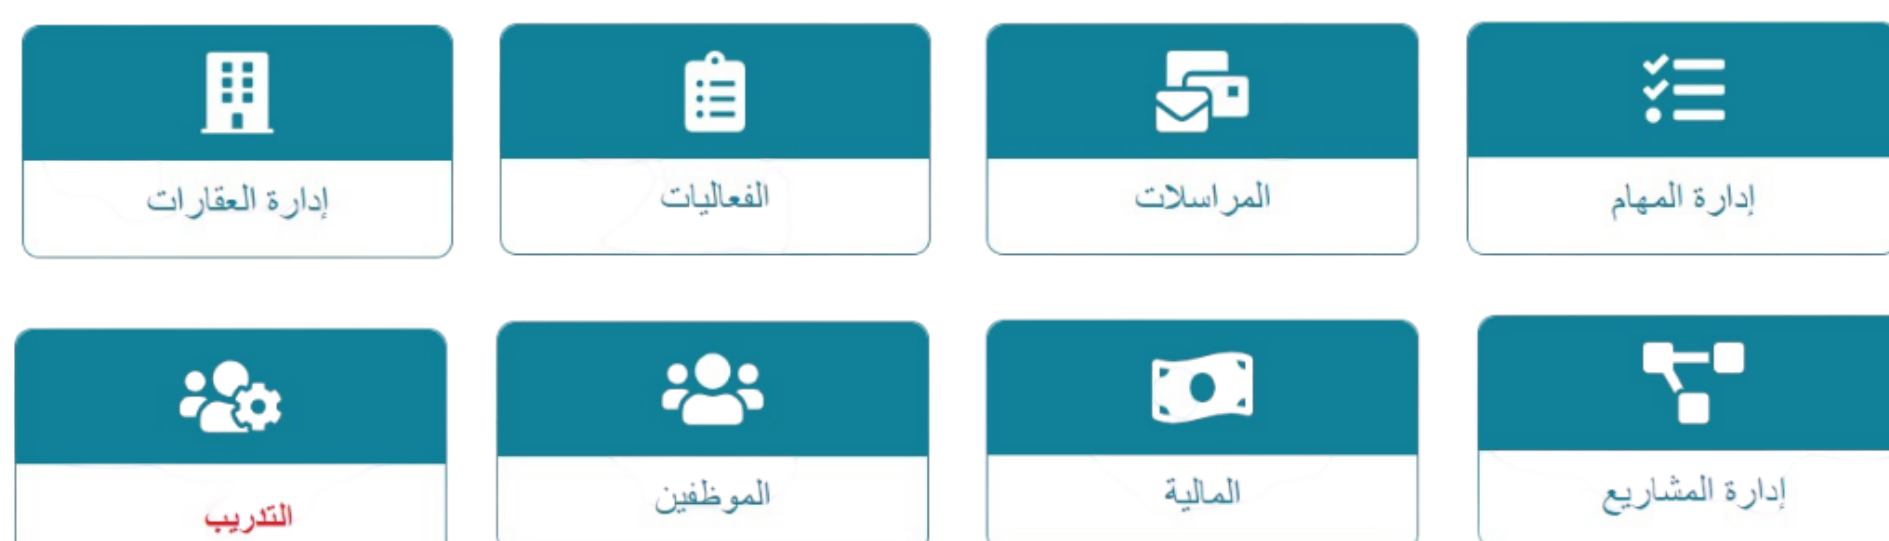 إدارة المهام
المراسلات
الفعاليات
إدارة العقارات
إدارة المشاريع
المالية
الموظفين
التدريب